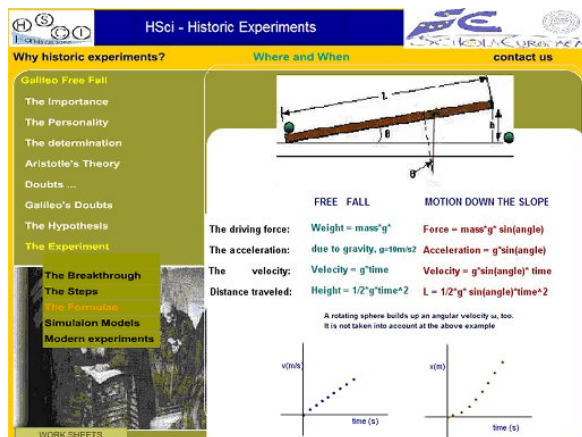 HSci - Historic Experiments
Why historic experiments?
Where and When
contact us
Galileo Free Fall
The Importance
The Personality
The determination
Aristotle's Theory
Doubts ...
Galileo's Doubts
The Hypothesis
The Experiment
The Breakthrough
The Steps
The Formulae
Simulaion Models
Modern experiments
WORK SHEETS
L
θ
h
θ
FREE FALL MOTION DOWN THE SLOPE
The driving force: Weight = mass*g* Force = mass*g* sin(angle)
The acceleration: due to gravity, g=10m/s2 Acceleration = g*sin(angle)
The velocity: Velocity = g*time Velocity = g*sin(angle)* time
Distance traveled: Height = 1/2*g*time^2 L = 1/2*g* sin(angle)*time^2
A rotating sphere builds up an angular velocity ω, too.
It is not taken into account at the above example
v(m/s)
time (s)
x(m)
time (s)